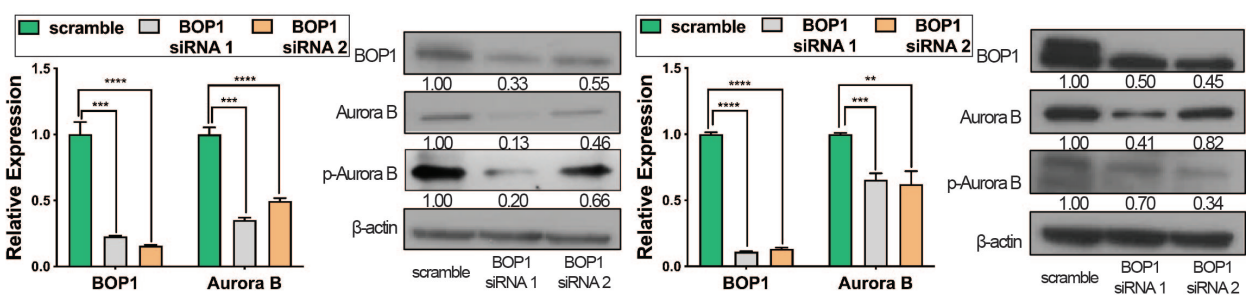 scramble BOP1 siRNA 1 BOP1 siRNA 2
Relative Expression
1.5
1.0
0.5
0.0
**** ****
*** ***
BOP1 Aurora B
BOP1
1.00 0.33 0.55
Aurora B
1.00 0.13 0.46
p-Aurora B
1.00 0.20 0.66
β-actin
scramble BOP1 siRNA 1 BOP1 siRNA 2
scramble BOP1 siRNA 1 BOP1 siRNA 2
Relative Expression
1.5
1.0
0.5
0.0
**** **
**** ***
BOP1 Aurora B
BOP1
1.00 0.50 0.45
Aurora B
1.00 0.41 0.82
p-Aurora B
1.00 0.70 0.34
β-actin
scramble BOP1 siRNA 1 BOP1 siRNA 2